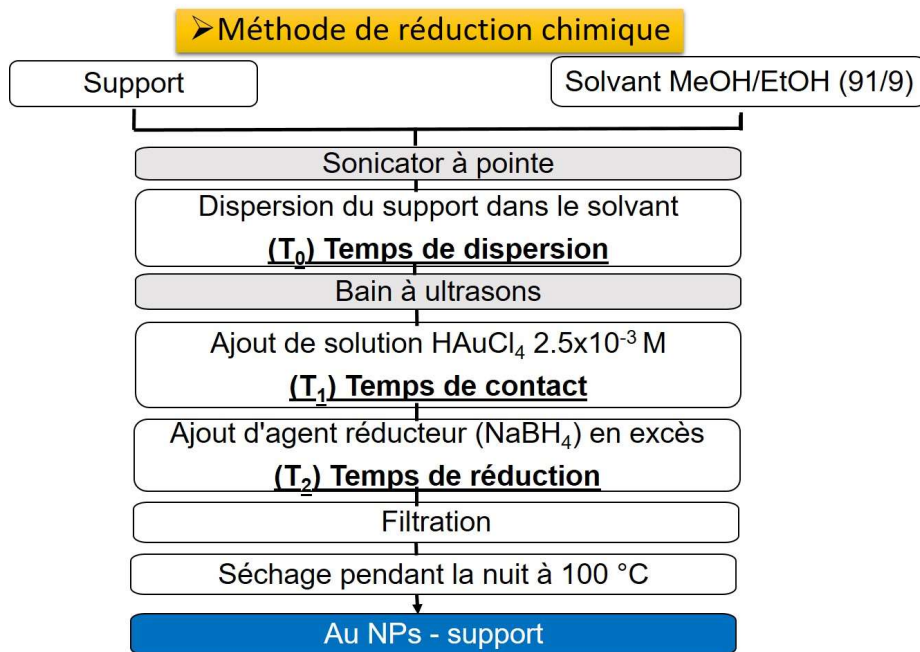 ➢Méthode de réduction chimique
Support
Solvant MeOH/EtOH (91/9)
Sonicator à pointe
Dispersion du support dans le solvant
(T₀) Temps de dispersion
Bain à ultrasons
Ajout de solution HAuCl₄ 2.5x10⁻³ M
(T₁) Temps de contact
Ajout d'agent réducteur (NaBH₄) en excès
(T₂) Temps de réduction
Filtration
Séchage pendant la nuit à 100 °C
Au NPs - support